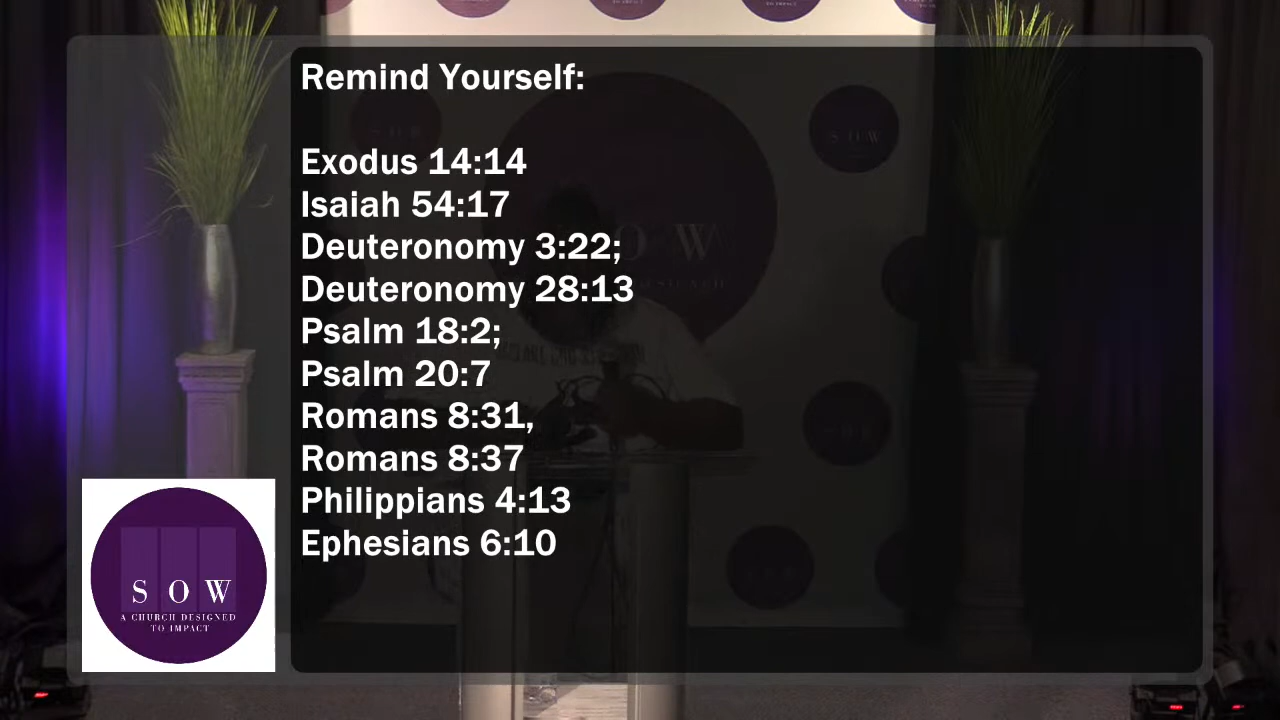 Remind Yourself:
Exodus 14:14
Isaiah 54:17
Deuteronomy 3:22;
Deuteronomy 28:13
Psalm 18:2;
Psalm 20:7
Romans 8:31,
Romans 8:37
Philippians 4:13
Ephesians 6:10
S O W
A CHURCH DESIGNED
TO IMPACT